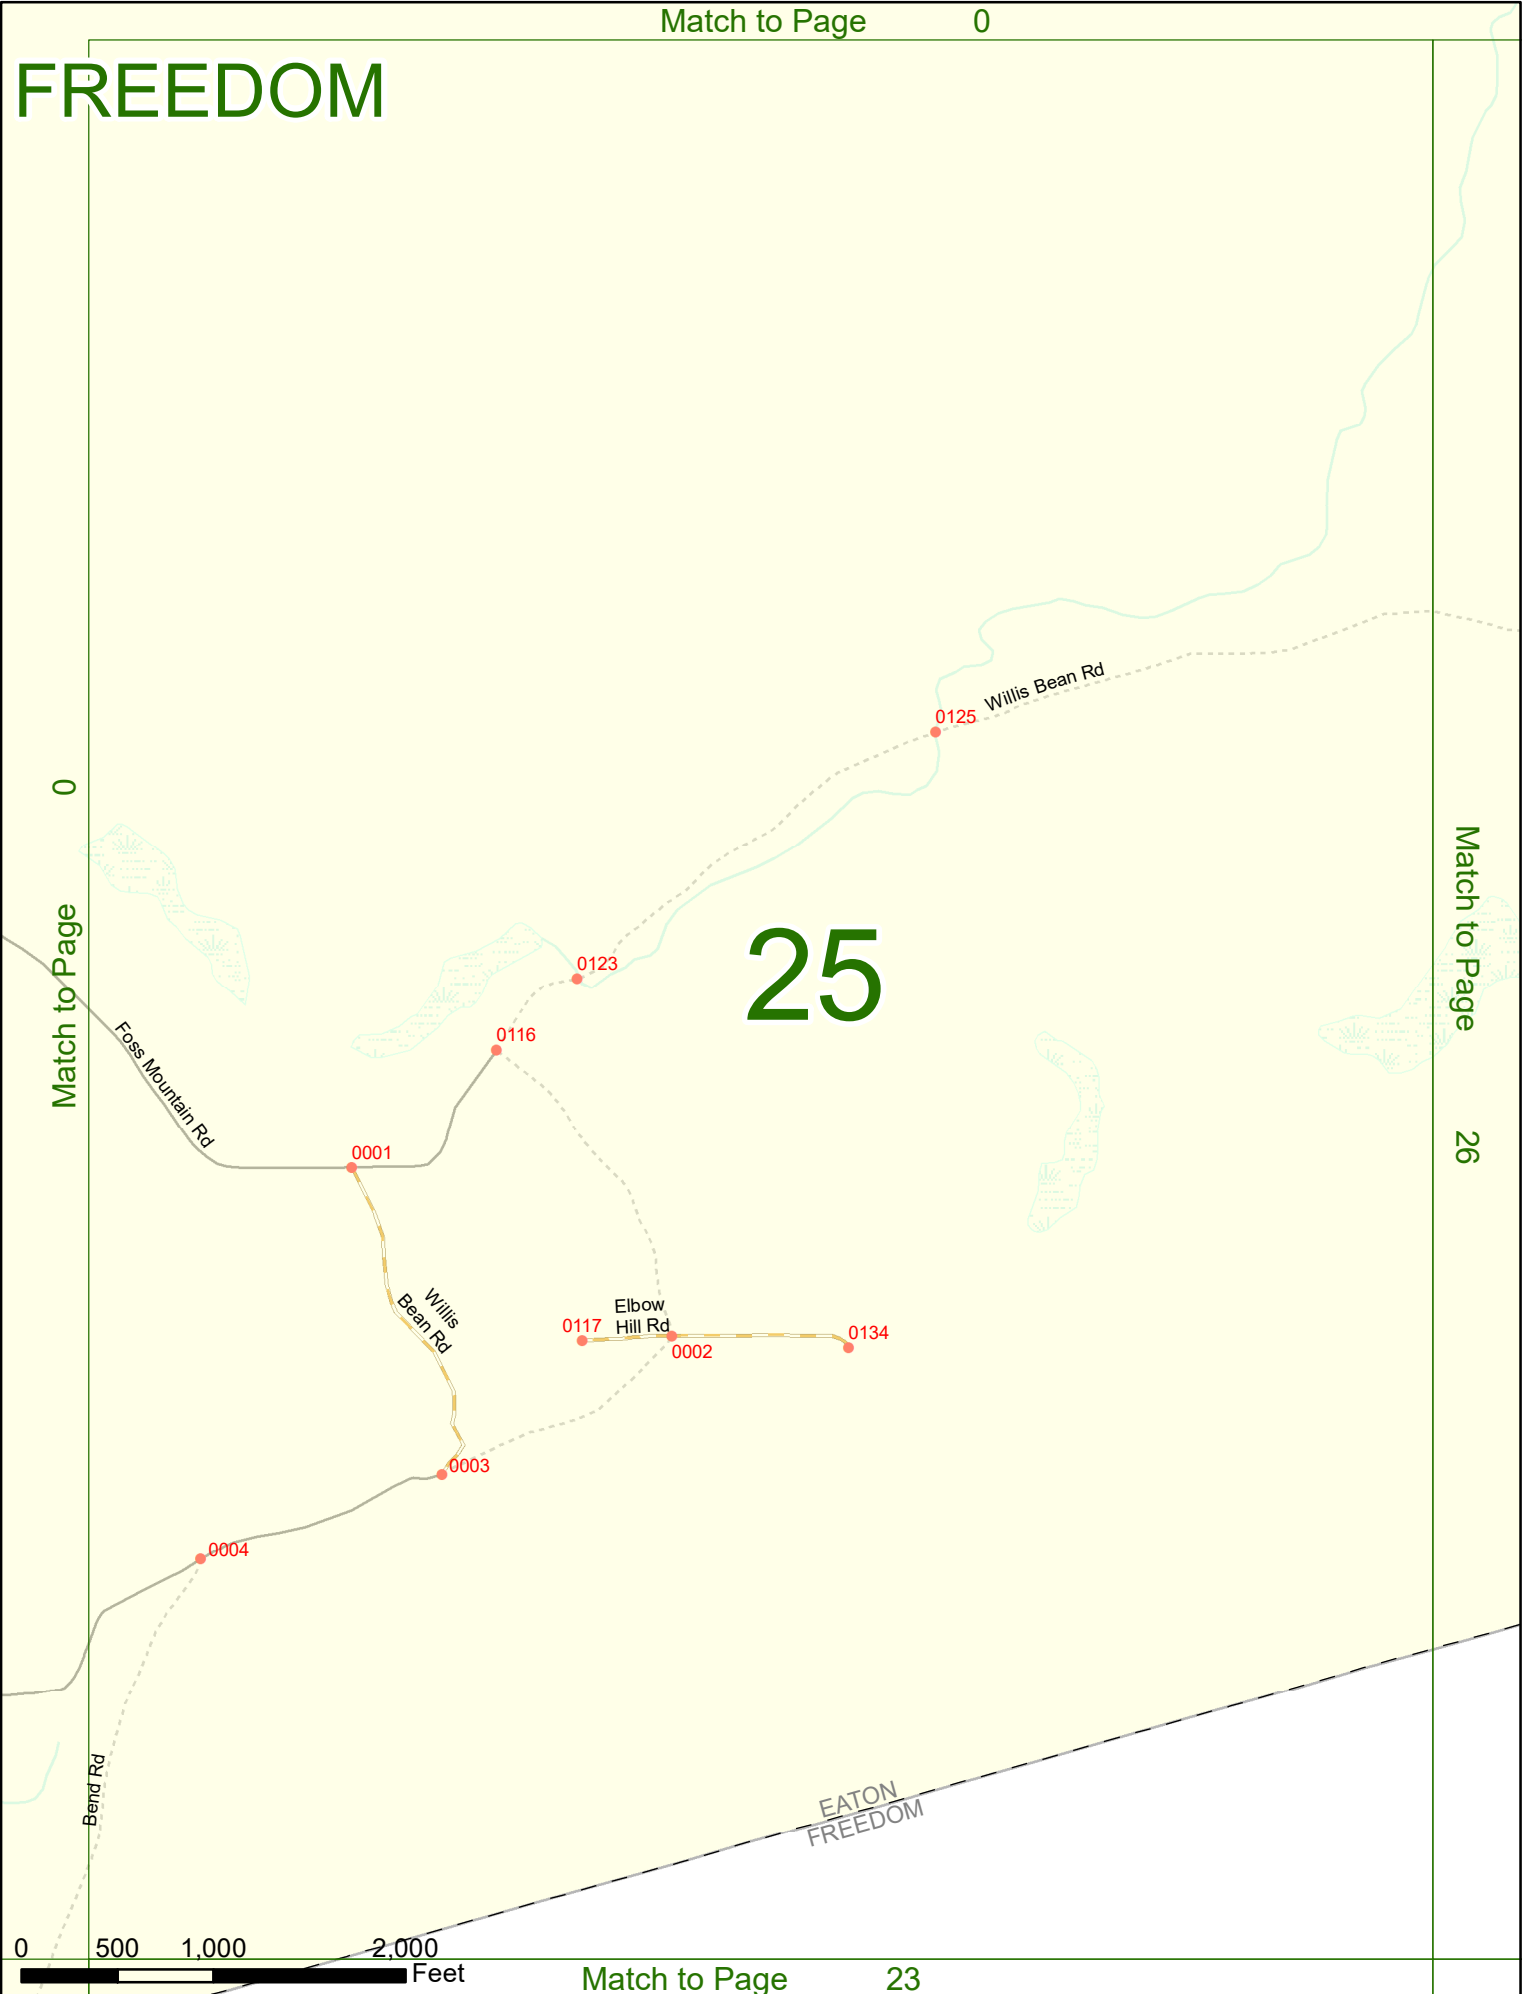 Match to Page 0
FREEDOM
Willis Bean Rd
0125
0
Match to Page
Match to Page
26
25
0123
0116
Foss Mountain Rd
0001
Willis
Bean Rd
Elbow
Hill Rd
0117
0002
0134
0003
0004
Bend Rd
EATON
FREEDOM
0 500 1,000 2,000
Feet
Match to Page 23